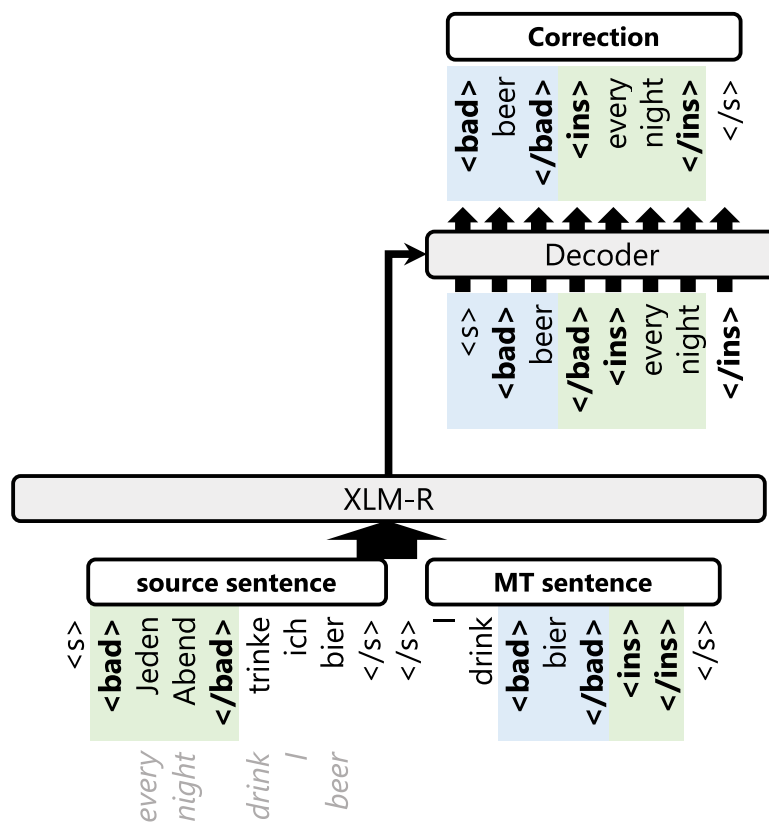 Correction
<bad> beer </bad> <ins> every night </ins> </s>
Decoder
<s> <bad> beer </bad> <ins> every night </ins>
XLM-R
source sentence
MT sentence
<s> <bad> Jeden Abend </bad> trinke ich bier </s> </s> I drink <bad> bier </bad> <ins> </ins> </s>
every night drink I beer